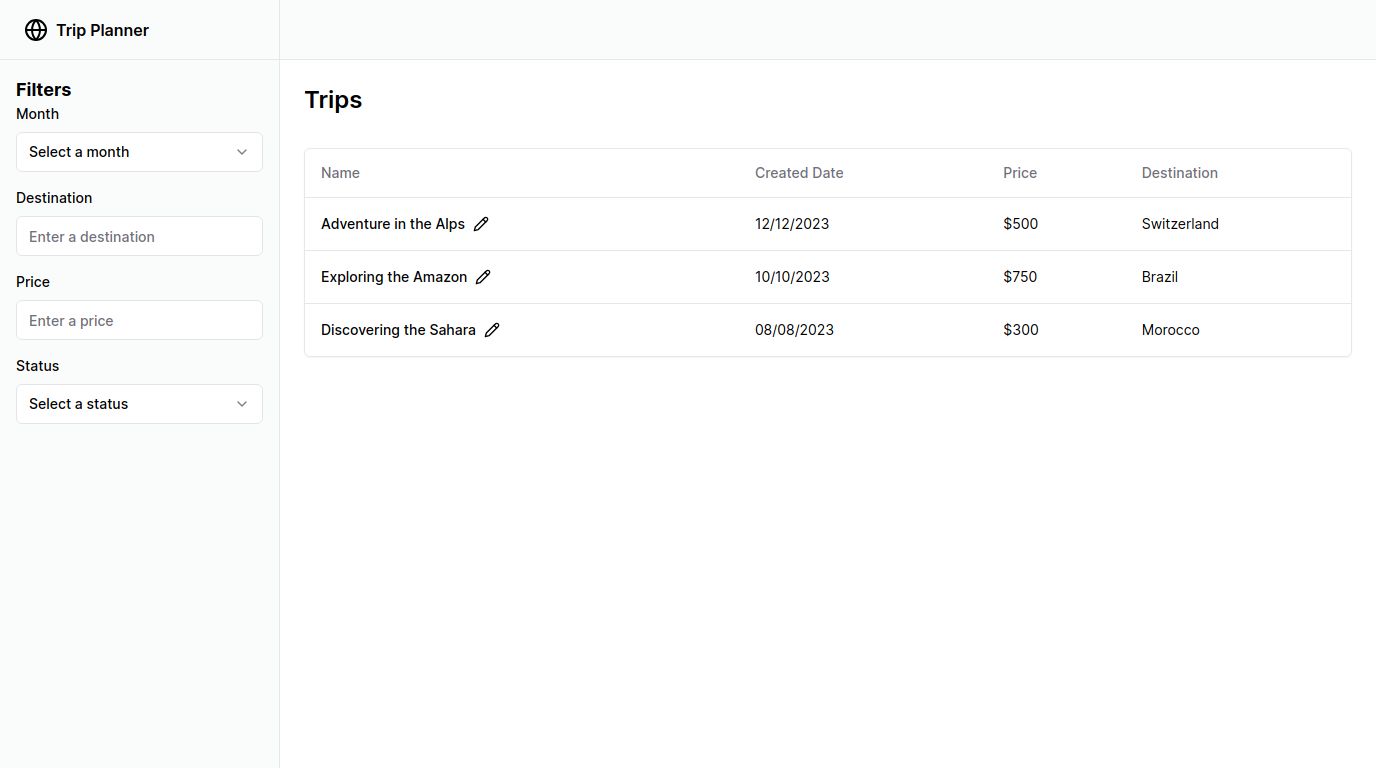 Trip Planner
Filters
Month
Select a month
Destination
Enter a destination
Price
Enter a price
Status
Select a status
Trips
Name Created Date Price Destination
Adventure in the Alps 12/12/2023 $500 Switzerland
Exploring the Amazon 10/10/2023 $750 Brazil
Discovering the Sahara 08/08/2023 $300 Morocco